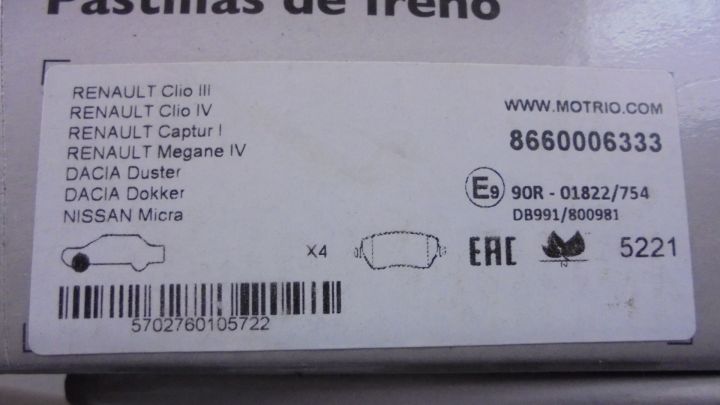 Pastillas de freno
RENAULT Clio III
RENAULT Clio IV
RENAULT Captur I
RENAULT Megane IV
DACIA Duster
DACIA Dokker
NISSAN Micra
WWW.MOTRIO.COM
8660006333
E9 90R - 01822/754
DB991/800981
X4
EAC
5221
5702760105722